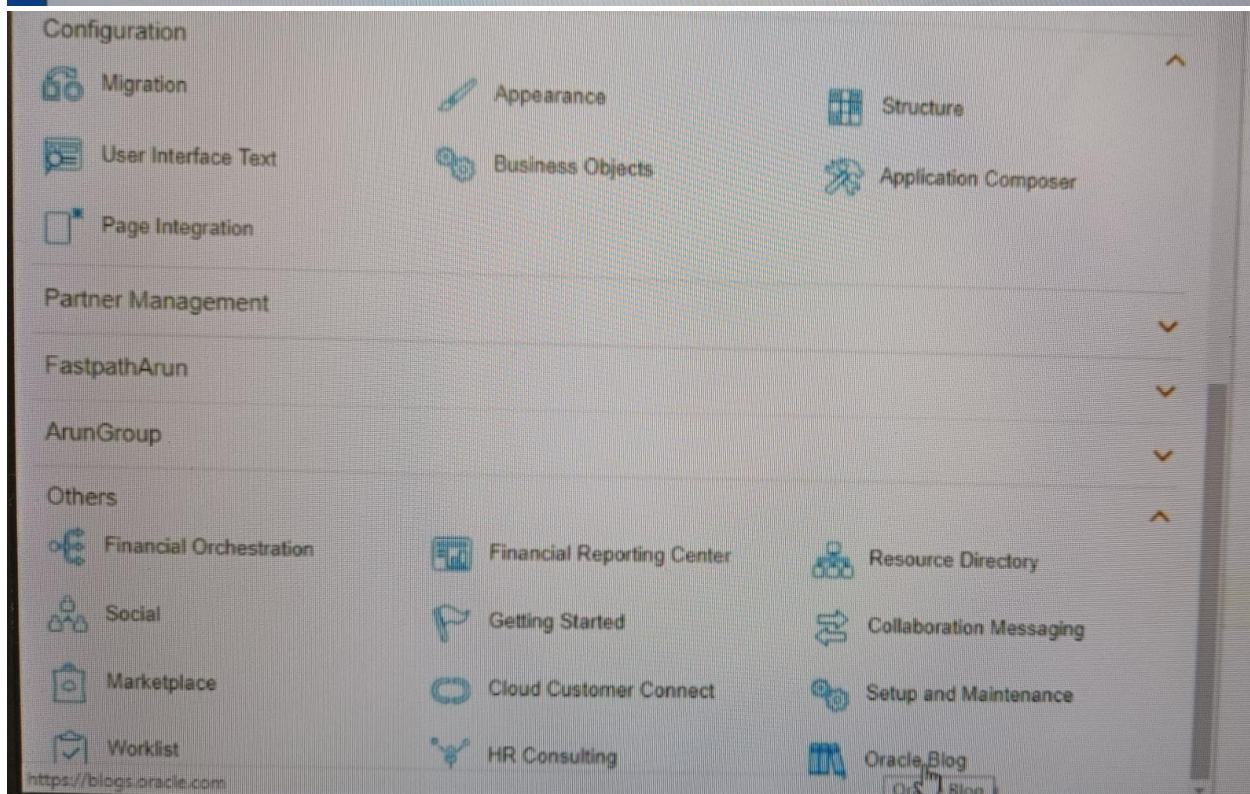 Configuration
Migration
Appearance
Structure
User Interface Text
Business Objects
Application Composer
Page Integration
Partner Management
FastpathArun
ArunGroup
Others
Financial Orchestration
Financial Reporting Center
Resource Directory
Social
Getting Started
Collaboration Messaging
Marketplace
Cloud Customer Connect
Setup and Maintenance
Worklist
HR Consulting
Oracle Blog
https://blogs.oracle.com
Blog